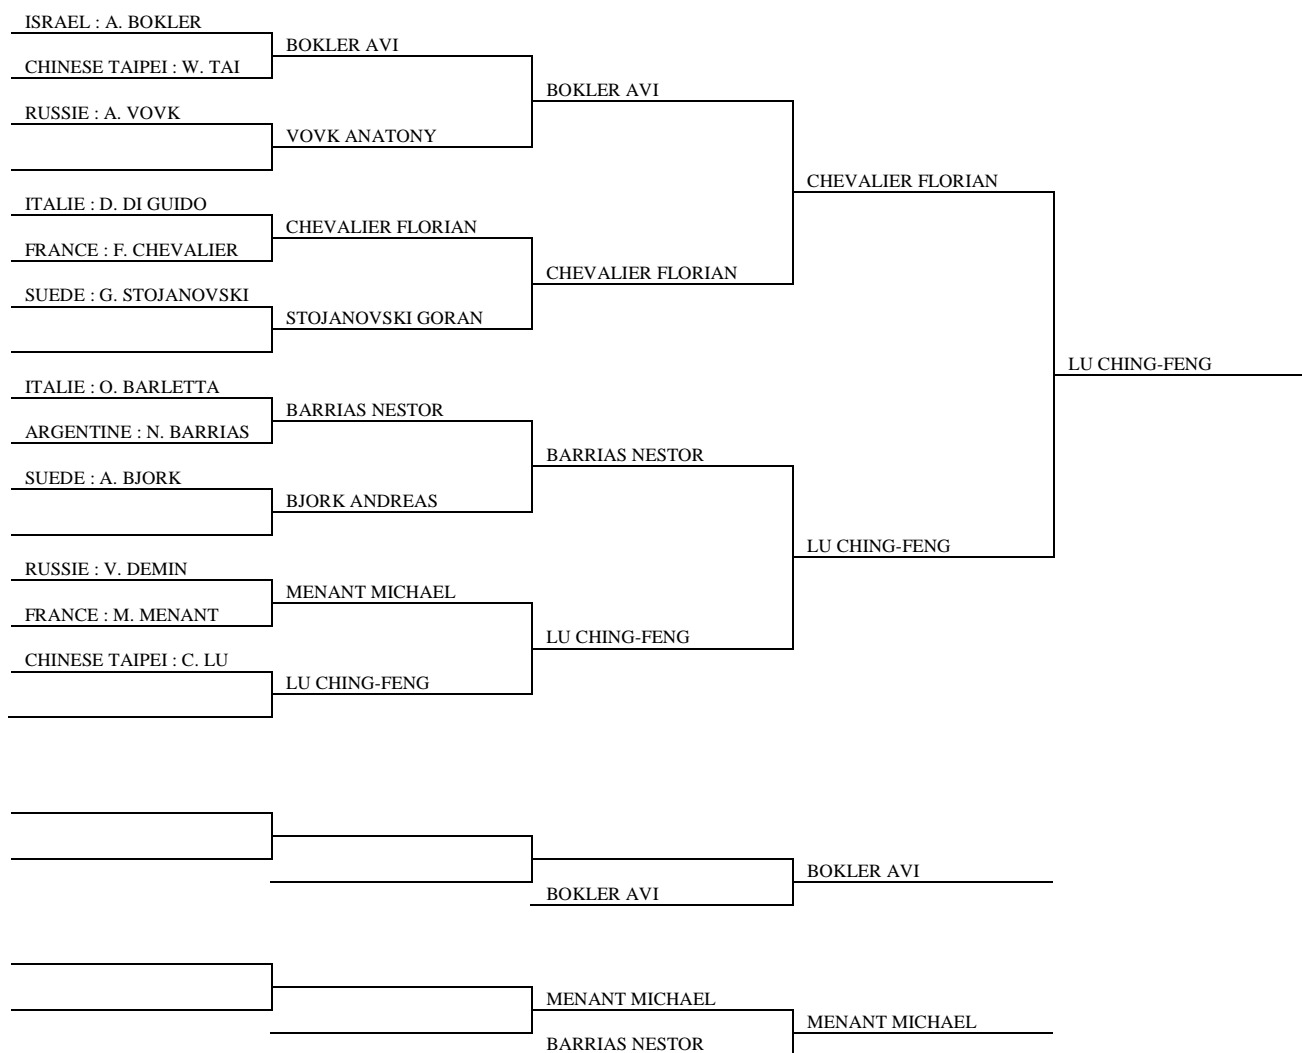 ISRAEL : A. BOKLER
BOKLER AVI
CHINESE TAIPEI : W. TAI
BOKLER AVI
RUSSIE : A. VOVK
VOVK ANATONY
CHEVALIER FLORIAN
ITALIE : D. DI GUIDO
CHEVALIER FLORIAN
FRANCE : F. CHEVALIER
CHEVALIER FLORIAN
SUEDE : G. STOJANOVSKI
STOJANOVSKI GORAN
LU CHING-FENG
ITALIE : O. BARLETTA
BARRIAS NESTOR
ARGENTINE : N. BARRIAS
BARRIAS NESTOR
SUEDE : A. BJORK
BJORK ANDREAS
LU CHING-FENG
RUSSIE : V. DEMIN
MENANT MICHAEL
FRANCE : M. MENANT
LU CHING-FENG
CHINESE TAIPEI : C. LU
LU CHING-FENG
BOKLER AVI
BOKLER AVI
MENANT MICHAEL
MENANT MICHAEL
BARRIAS NESTOR